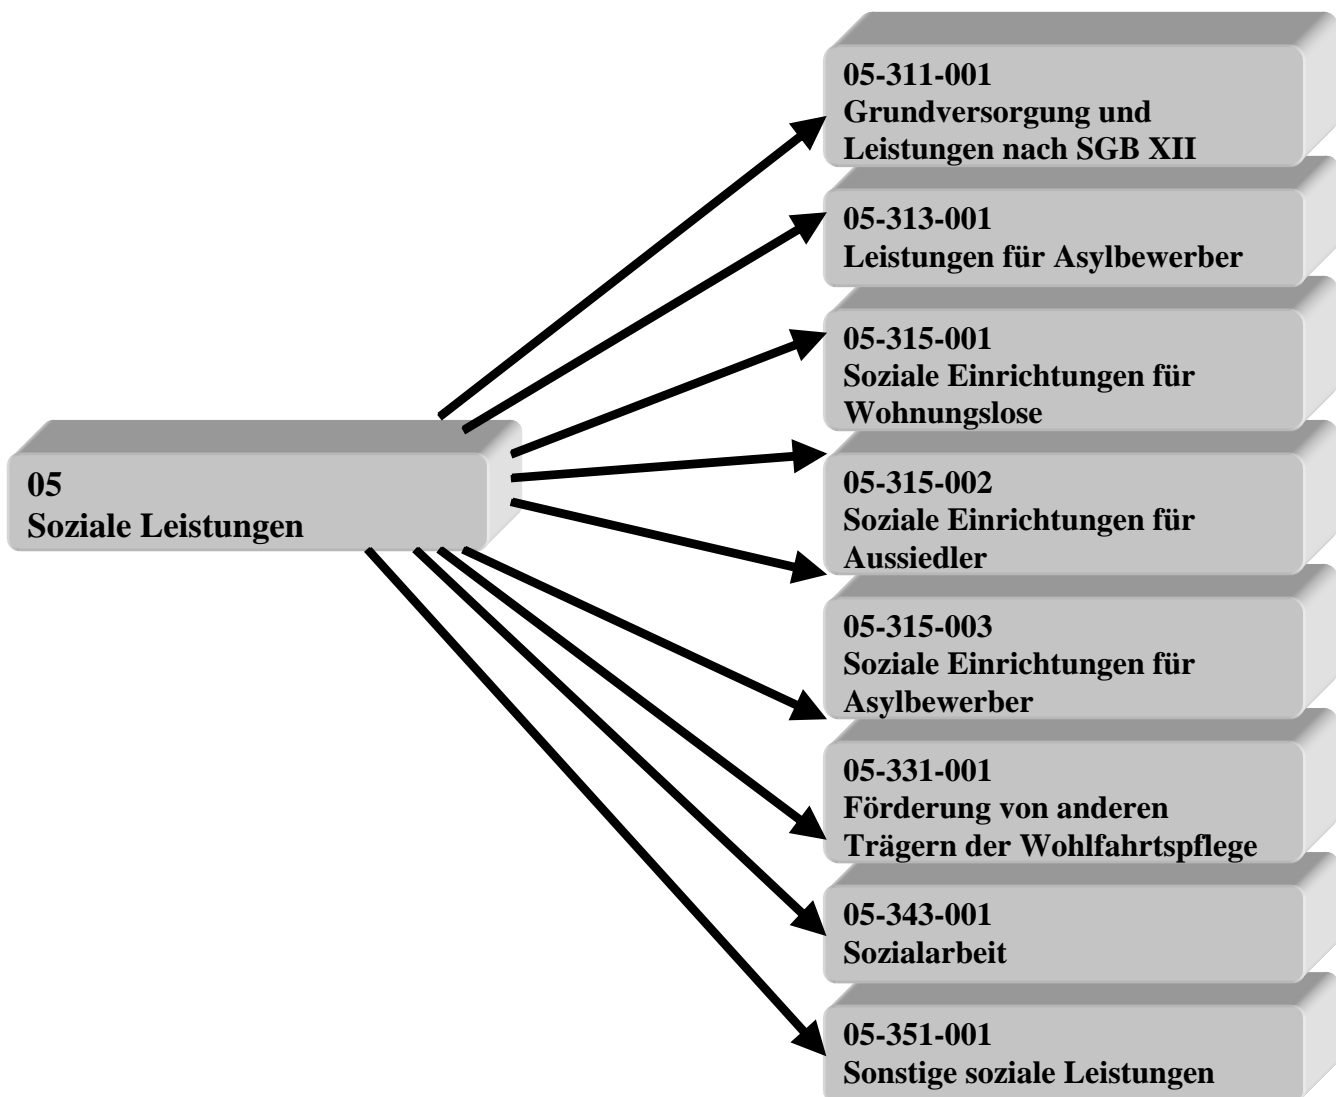 05
Soziale Leistungen
05-311-001
Grundversorgung und
Leistungen nach SGB XII
05-313-001
Leistungen für Asylbewerber
05-315-001
Soziale Einrichtungen für
Wohnungslose
05-315-002
Soziale Einrichtungen für
Aussiedler
05-315-003
Soziale Einrichtungen für
Asylbewerber
05-331-001
Förderung von anderen
Trägern der Wohlfahrtspflege
05-343-001
Sozialarbeit
05-351-001
Sonstige soziale Leistungen